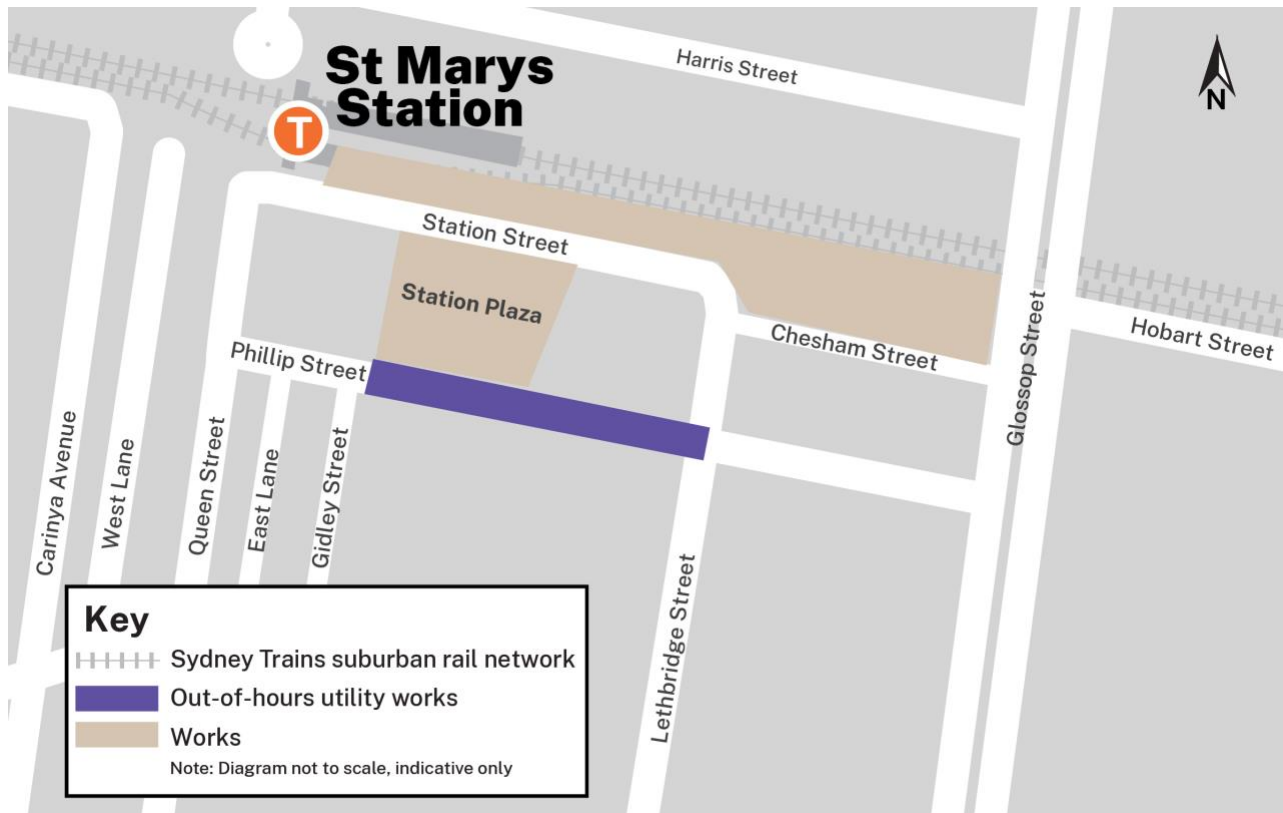 Harris Street
St Marys
Station
T
N
Station Street
Station Plaza
Chesham Street
Hobart Street
Phillip Street
Glossop Street
Carinya Avenue
West Lane
Queen Street
East Lane
Gidley Street
Lethbridge Street
Key
Sydney Trains suburban rail network
Out-of-hours utility works
Works
Note: Diagram not to scale, indicative only